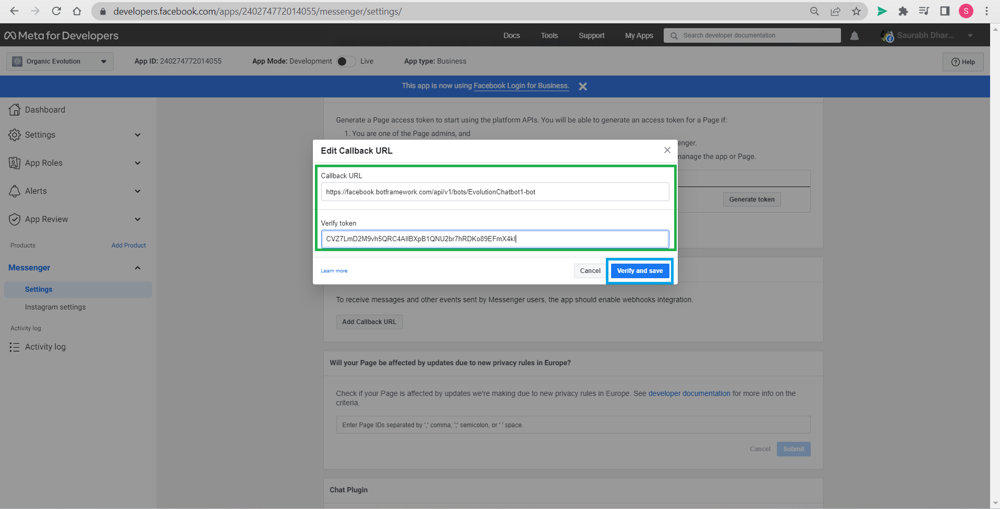 developers.facebook.com/apps/240274772014055/messenger/settings/
S
Meta for Developers
Docs
Tools
Support
My Apps
Search developer documentation
Saurabh Dhar...
Organic Evolution
App ID: 240274772014055
App Mode: Development
Live
App type: Business
Help
This app is now using Facebook Login for Business.
Dashboard
Settings
App Roles
Alerts
App Review
Products
Add Product
Messenger
Settings
Instagram settings
Activity log
Activity log
Generate a Page access token to start using the platform APIs. You will be able to generate an access token for a Page if:
1. You are one of the Page admins, and
enger.
manage the app or Page.
Generate token
Edit Callback URL
Callback URL
https://facebook.botframework.com/api/v1/bots/EvolutionChatbot1-bot
Verify token
Learn more
Cancel
Verify and save
To receive messages and other events sent by Messenger users, the app should enable webhooks integration.
Add Callback URL
Will your Page be affected by updates due to new privacy rules in Europe?
Check if your Page is affected by updates we're making due to new privacy rules in Europe. See developer documentation for more info on the
criteria.
Enter Page IDs separated by ',' comma, ';' semicolon, or ' ' space.
Cancel
Submit
Chat Plugin